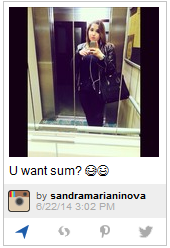 U want sum? 😂😂
by sandramarianinova
6/22/14 3:02 PM